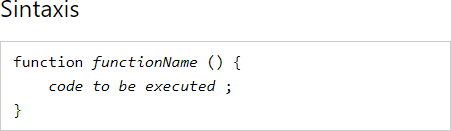 Sintaxis
function functionName () {
    code to be executed ;
}